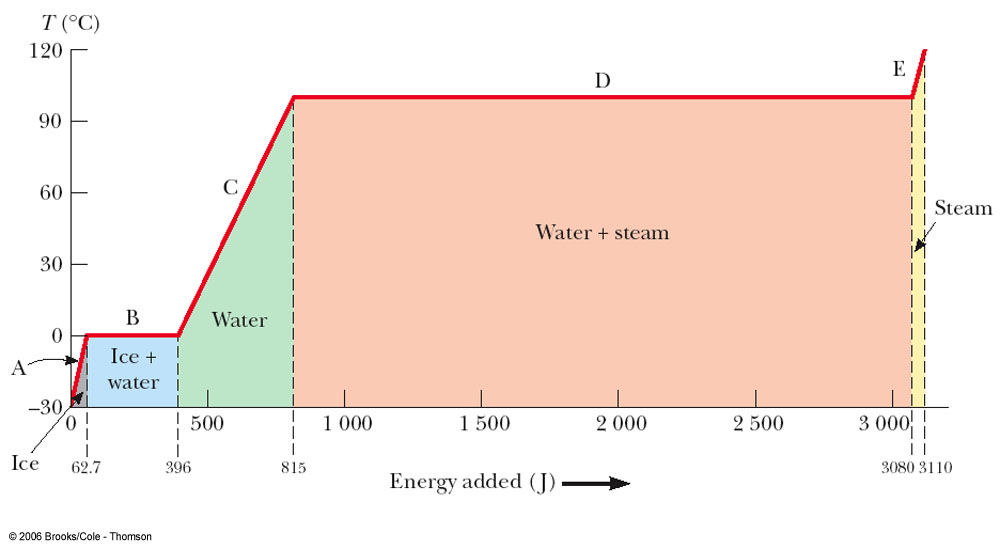 T (°C)
120
90
60
30
0
−30
A
B
C
D
E
Ice
Ice +
water
Water
Water + steam
Steam
0
500
1 000
1 500
2 000
2 500
3 000
62.7
396
815
3080
3110
Energy added (J)
© 2006 Brooks/Cole - Thomson